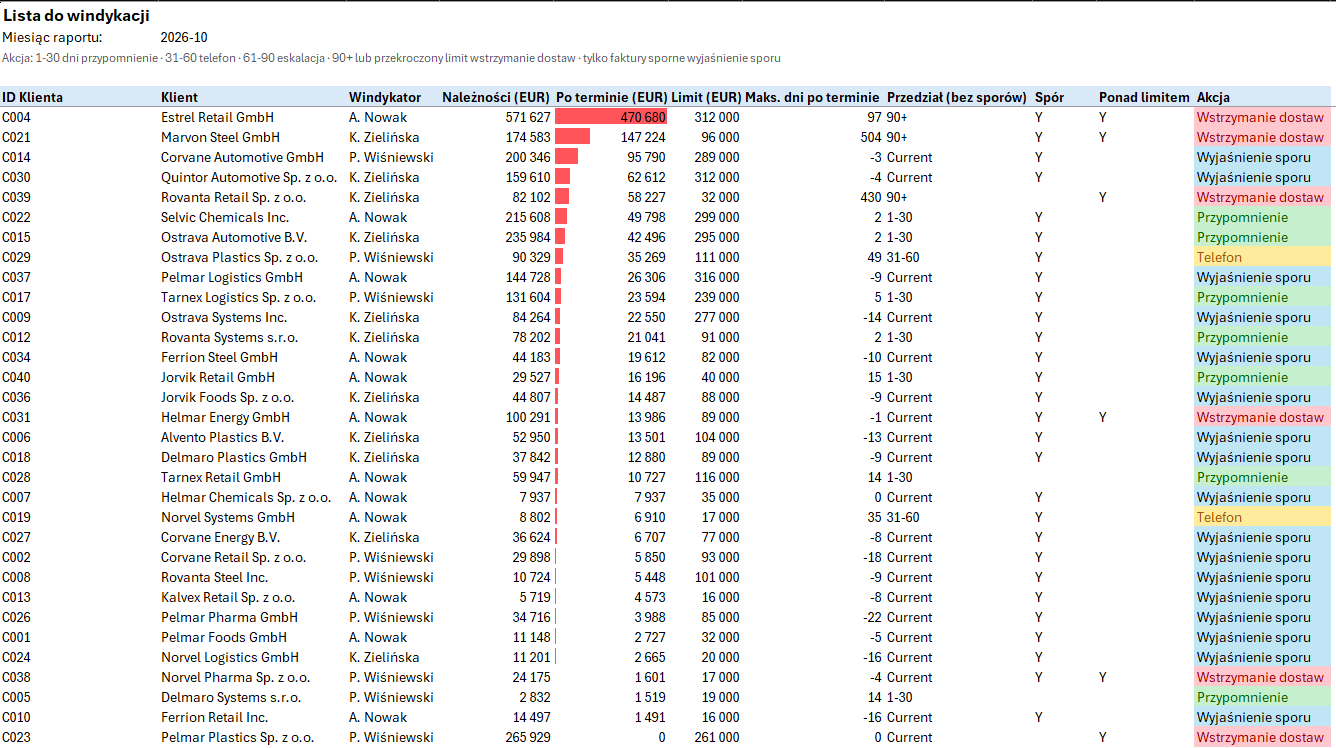 Lista do windykacji
Miesiąc raportu: 2026-10
Akcja: 1-30 dni przypomnienie · 31-60 telefon · 61-90 eskalacja · 90+ lub przekroczony limit wstrzymanie dostaw · tylko faktury sporne wyjaśnienie sporu
ID Klienta Klient Windykator Należności (EUR) Po terminie (EUR) Limit (EUR) Maks. dni po terminie Przedział (bez sporów) Spór Ponad limitem Akcja
C004 Estrel Retail GmbH A. Nowak 571 627 470 680 312 000 97 90+ Y Y Wstrzymanie dostaw
C021 Marvon Steel GmbH K. Zielińska 174 583 147 224 96 000 504 90+ Y Y Wstrzymanie dostaw
C014 Corvane Automotive GmbH P. Wiśniewski 200 346 95 790 289 000 -3 Current Y Wyjaśnienie sporu
C030 Quintor Automotive Sp. z o.o. K. Zielińska 159 610 62 612 312 000 -4 Current Y Wyjaśnienie sporu
C039 Rovanta Retail Sp. z o.o. K. Zielińska 82 102 58 227 32 000 430 90+ Y Wstrzymanie dostaw
C022 Selvic Chemicals Inc. A. Nowak 215 608 49 798 299 000 2 1-30 Y Przypomnienie
C015 Ostrava Automotive B.V. K. Zielińska 235 984 42 496 295 000 2 1-30 Y Przypomnienie
C029 Ostrava Plastics Sp. z o.o. P. Wiśniewski 90 329 35 269 111 000 49 31-60 Y Telefon
C037 Pelmar Logistics GmbH A. Nowak 144 728 26 306 316 000 -9 Current Y Wyjaśnienie sporu
C017 Tarnex Logistics Sp. z o.o. P. Wiśniewski 131 604 23 594 239 000 5 1-30 Y Przypomnienie
C009 Ostrava Systems Inc. K. Zielińska 84 264 22 550 277 000 -14 Current Y Wyjaśnienie sporu
C012 Rovanta Systems s.r.o. K. Zielińska 78 202 21 041 91 000 2 1-30 Y Przypomnienie
C034 Ferrion Steel GmbH A. Nowak 44 183 19 612 82 000 -10 Current Y Wyjaśnienie sporu
C040 Jorvik Retail GmbH A. Nowak 29 527 16 196 40 000 15 1-30 Y Przypomnienie
C036 Jorvik Foods Sp. z o.o. K. Zielińska 44 807 14 487 88 000 -9 Current Y Wyjaśnienie sporu
C031 Helmar Energy GmbH A. Nowak 100 291 13 986 89 000 -1 Current Y Y Wstrzymanie dostaw
C006 Alvento Plastics B.V. K. Zielińska 52 950 13 501 104 000 -13 Current Y Wyjaśnienie sporu
C018 Delmaro Plastics GmbH K. Zielińska 37 842 12 880 89 000 -9 Current Y Wyjaśnienie sporu
C028 Tarnex Retail GmbH A. Nowak 59 947 10 727 116 000 14 1-30 Przypomnienie
C007 Helmar Chemicals Sp. z o.o. A. Nowak 7 937 7 937 35 000 0 Current Y Wyjaśnienie sporu
C019 Norvel Systems GmbH A. Nowak 8 802 6 910 17 000 35 31-60 Y Telefon
C027 Corvane Energy B.V. K. Zielińska 36 624 6 707 77 000 -8 Current Y Wyjaśnienie sporu
C002 Corvane Retail Sp. z o.o. P. Wiśniewski 29 898 5 850 93 000 -18 Current Y Wyjaśnienie sporu
C008 Rovanta Steel Inc. P. Wiśniewski 10 724 5 448 101 000 -9 Current Y Wyjaśnienie sporu
C013 Kalvex Retail Sp. z o.o. A. Nowak 5 719 4 573 16 000 -8 Current Y Wyjaśnienie sporu
C026 Pelmar Pharma GmbH P. Wiśniewski 34 716 3 988 85 000 -22 Current Y Wyjaśnienie sporu
C001 Pelmar Foods GmbH A. Nowak 11 148 2 727 32 000 -5 Current Y Wyjaśnienie sporu
C024 Norvel Logistics GmbH K. Zielińska 11 201 2 665 20 000 -16 Current Y Wyjaśnienie sporu
C038 Norvel Pharma Sp. z o.o. P. Wiśniewski 24 175 1 601 17 000 -4 Current Y Y Wstrzymanie dostaw
C005 Delmaro Systems s.r.o. P. Wiśniewski 2 832 1 519 19 000 14 1-30 Przypomnienie
C010 Ferrion Retail Inc. A. Nowak 14 497 1 491 16 000 -16 Current Y Wyjaśnienie sporu
C023 Pelmar Plastics Sp. z o.o. P. Wiśniewski 265 929 0 261 000 0 Current Y Wstrzymanie dostaw